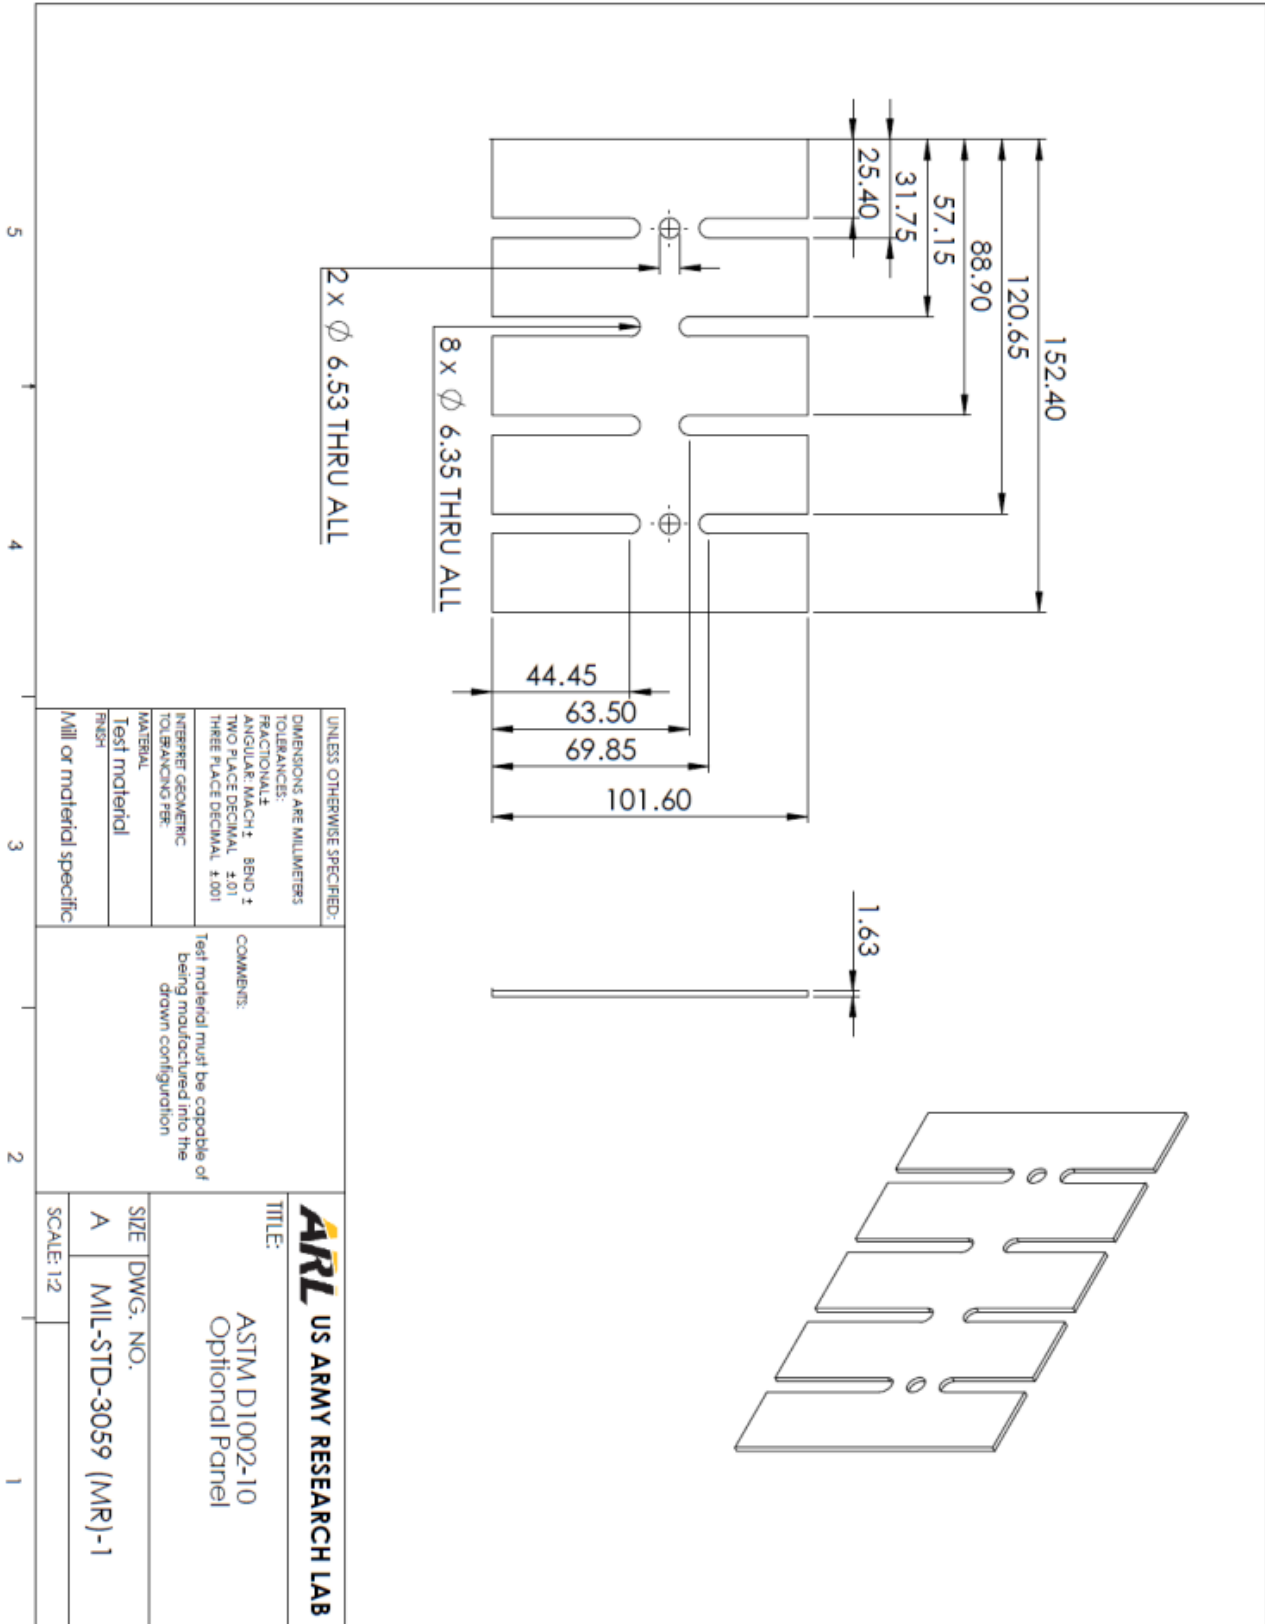 152.40
120.65
88.90
57.15
31.75
25.40
2 x ∅ 6.53 THRU ALL
8 x ∅ 6.35 THRU ALL
44.45
63.50
69.85
101.60
1.63
UNLESS OTHERWISE SPECIFIED:
DIMENSIONS ARE MILLIMETERS
TOLERANCES:
FRACTIONAL ±
ANGULAR: MACH ± BEND ±
TWO PLACE DECIMAL ±.01
THREE PLACE DECIMAL ±.001
INTERPRET GEOMETRIC
TOLERANCING PER:
MATERIAL
Test material
FINISH
Mill or material specific
COMMENTS:
Test material must be capable of
being maufactured into the
drawn configuration
ARL US ARMY RESEARCH LAB
TITLE:
ASTM D1002-10
Optional Panel
SIZE
A
DWG. NO.
MIL-STD-3059 (MR)-1
SCALE: 1:2
5
4
3
2
1